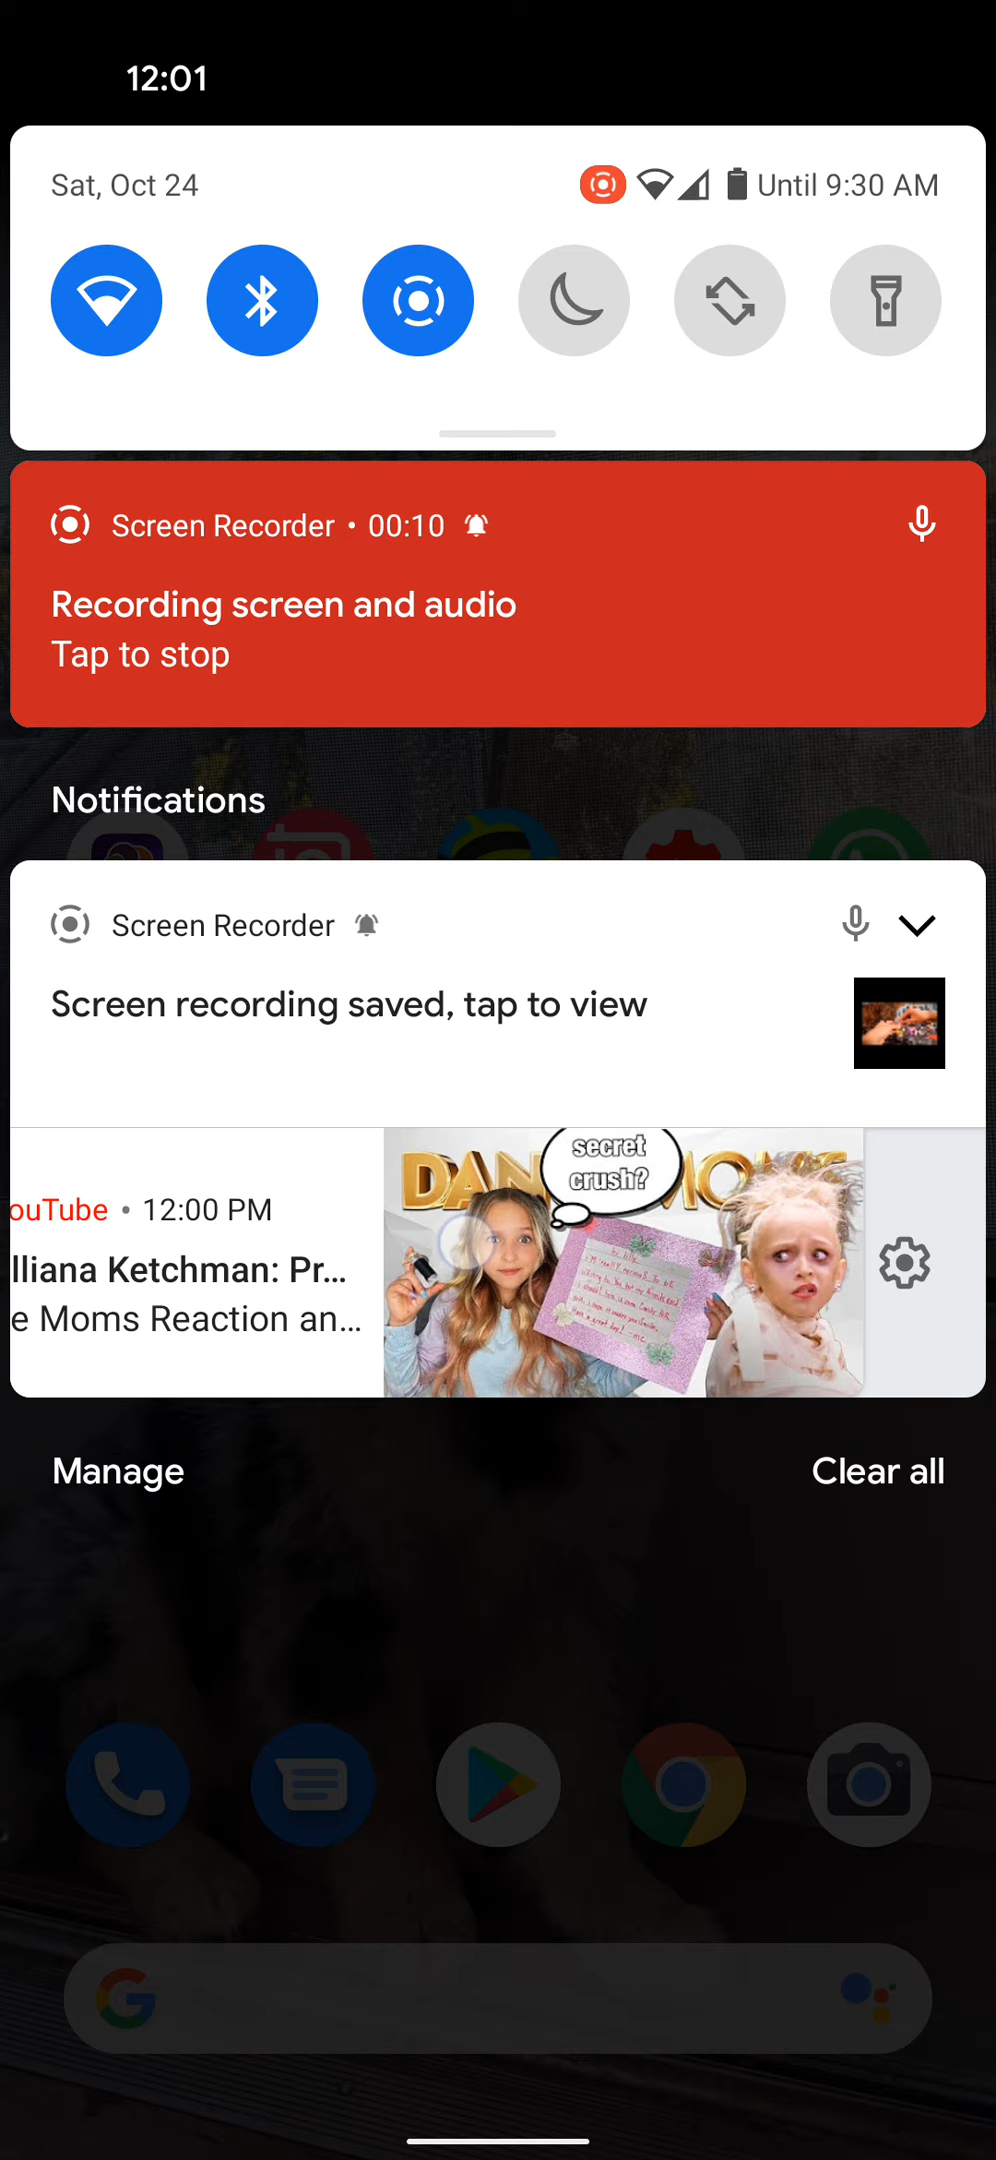 12:01
Sat, Oct 24
Until 9:30 AM
Screen Recorder • 00:10
Recording screen and audio
Tap to stop
Notifications
Screen Recorder
Screen recording saved, tap to view
ouTube • 12:00 PM
lliana Ketchman: Pr...
e Moms Reaction an...
secret
crush?
DAN
MOM
Manage
Clear all